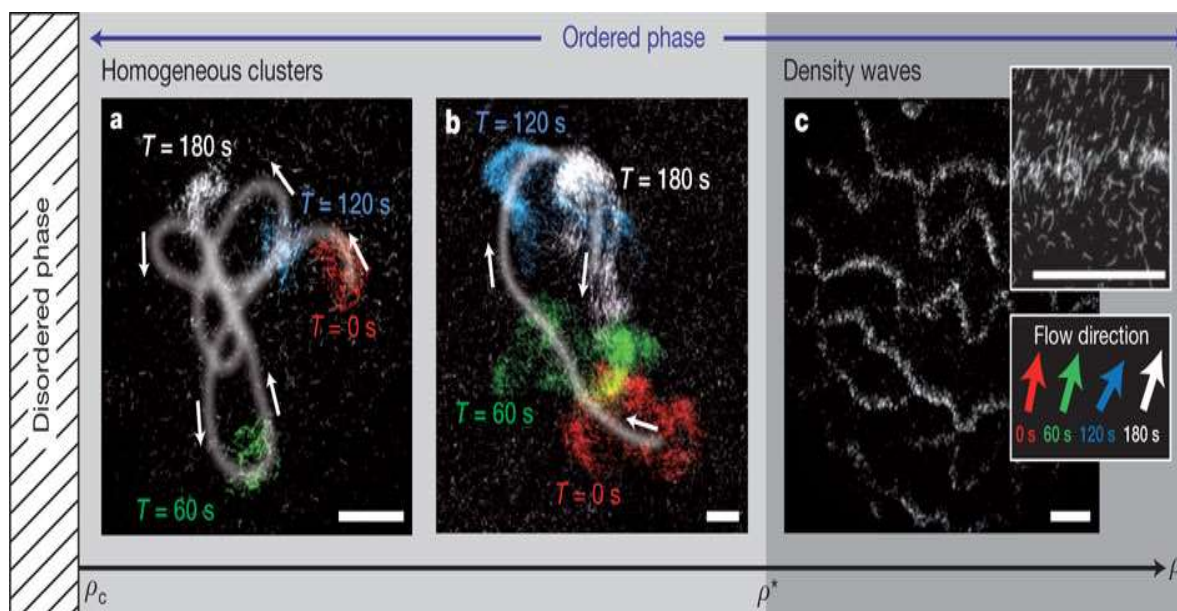 Ordered phase
Disordered phase
Homogeneous clusters
Density waves
a
T = 180 s
T = 120 s
T = 0 s
T = 60 s
b
T = 120 s
T = 180 s
T = 60 s
T = 0 s
c
Flow direction
0 s 60 s 120 s 180 s
ρc
ρ*
ρ